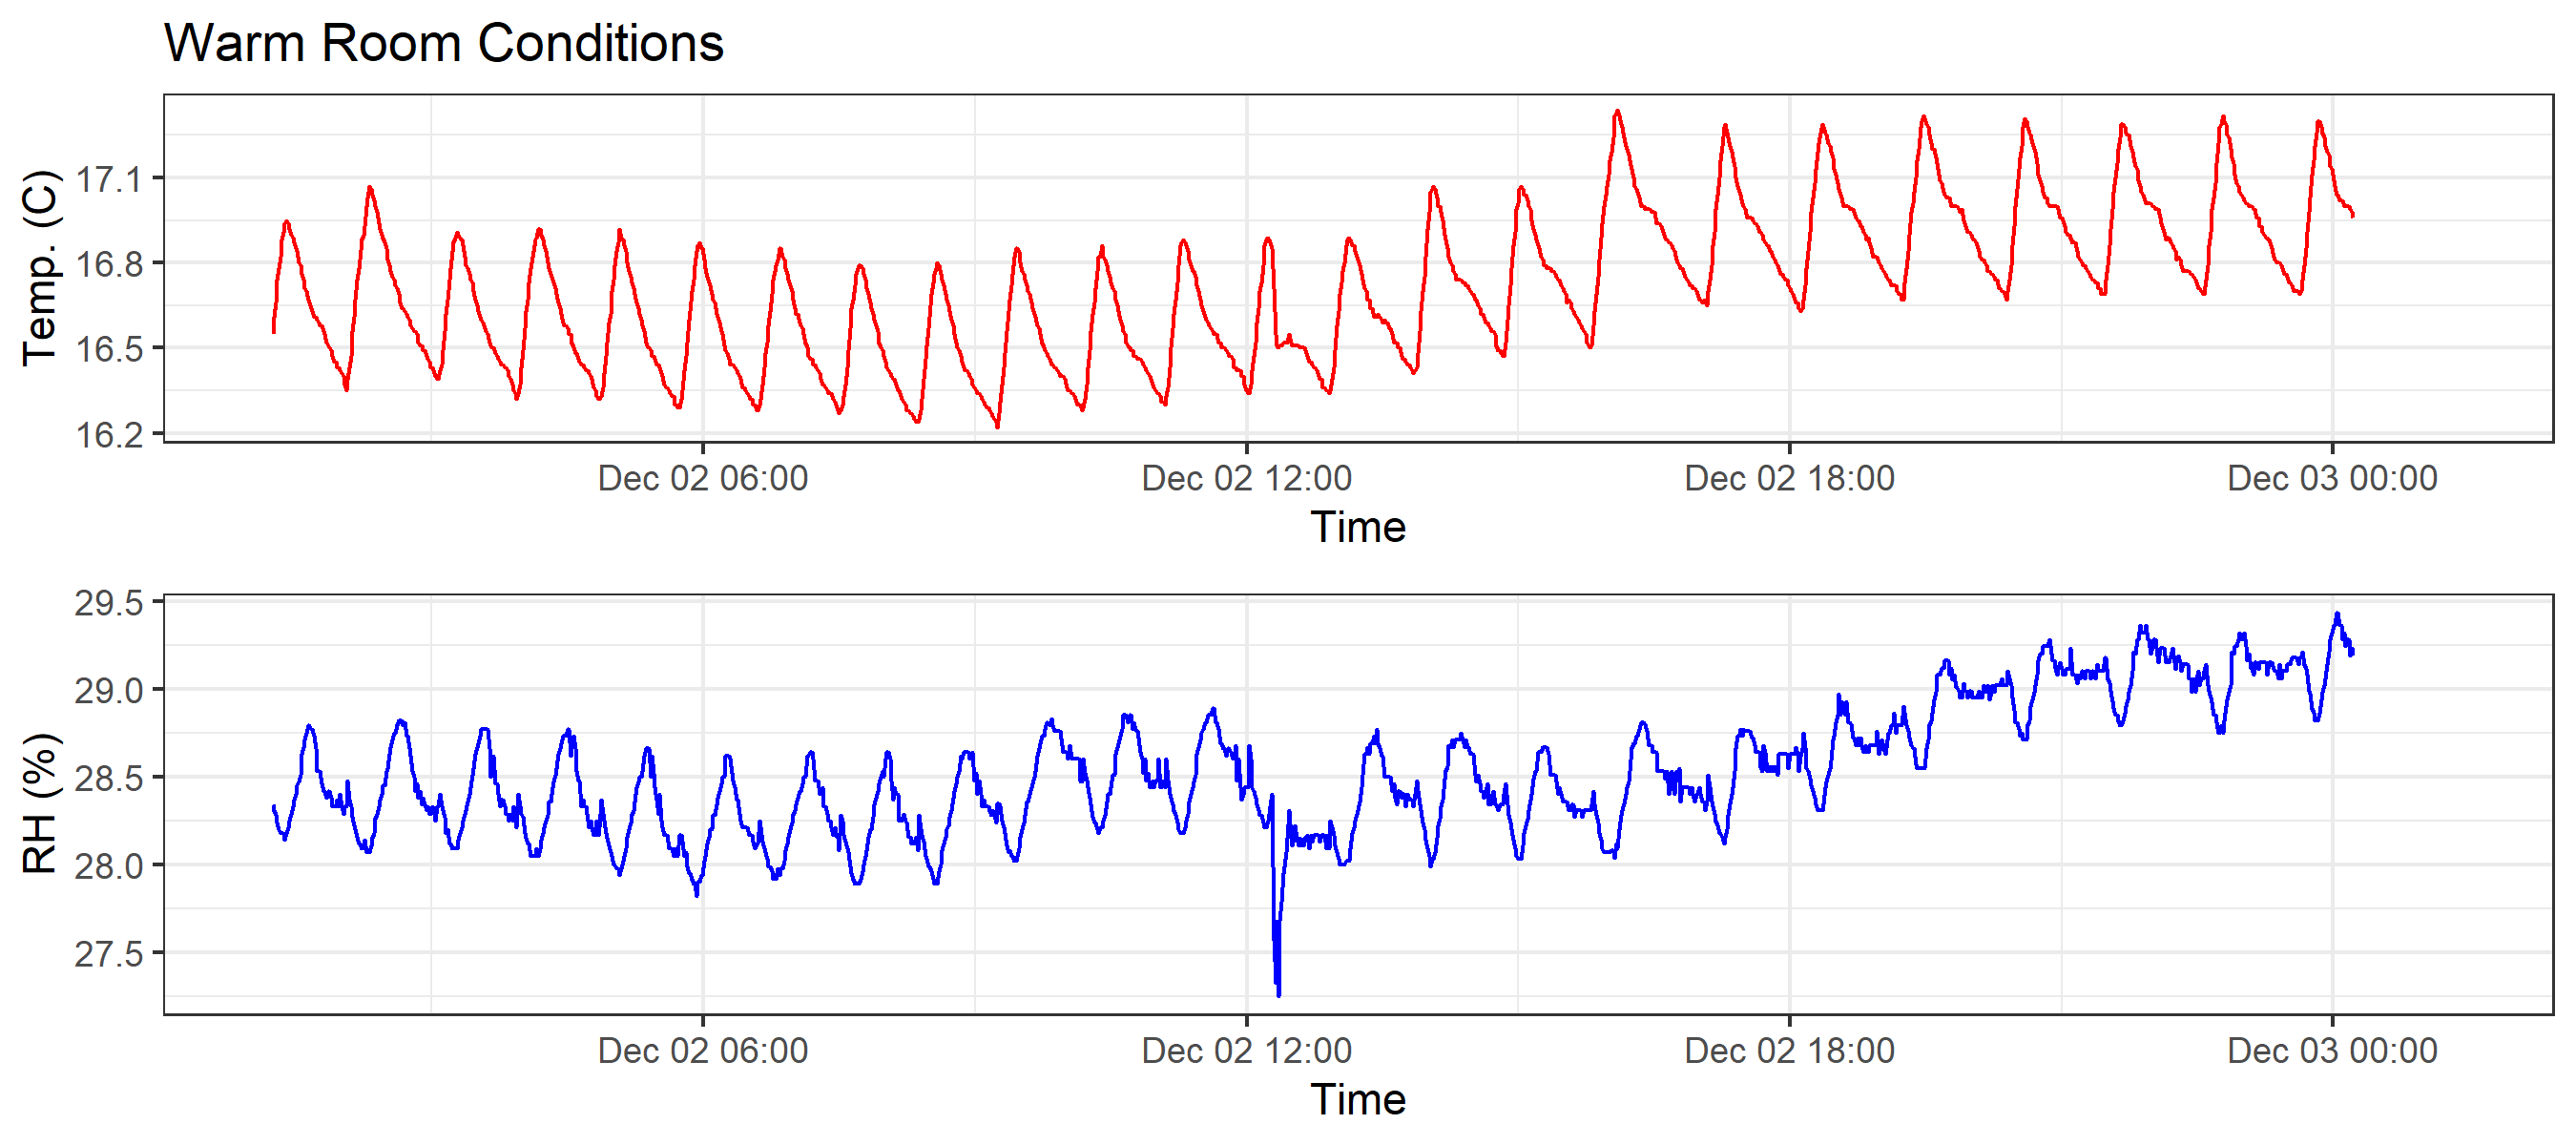 Warm Room Conditions
Temp. (C)
17.1
16.8
16.5
16.2
Dec 02 06:00 Dec 02 12:00 Dec 02 18:00 Dec 03 00:00
Time
RH (%)
29.5
29.0
28.5
28.0
27.5
Dec 02 06:00 Dec 02 12:00 Dec 02 18:00 Dec 03 00:00
Time